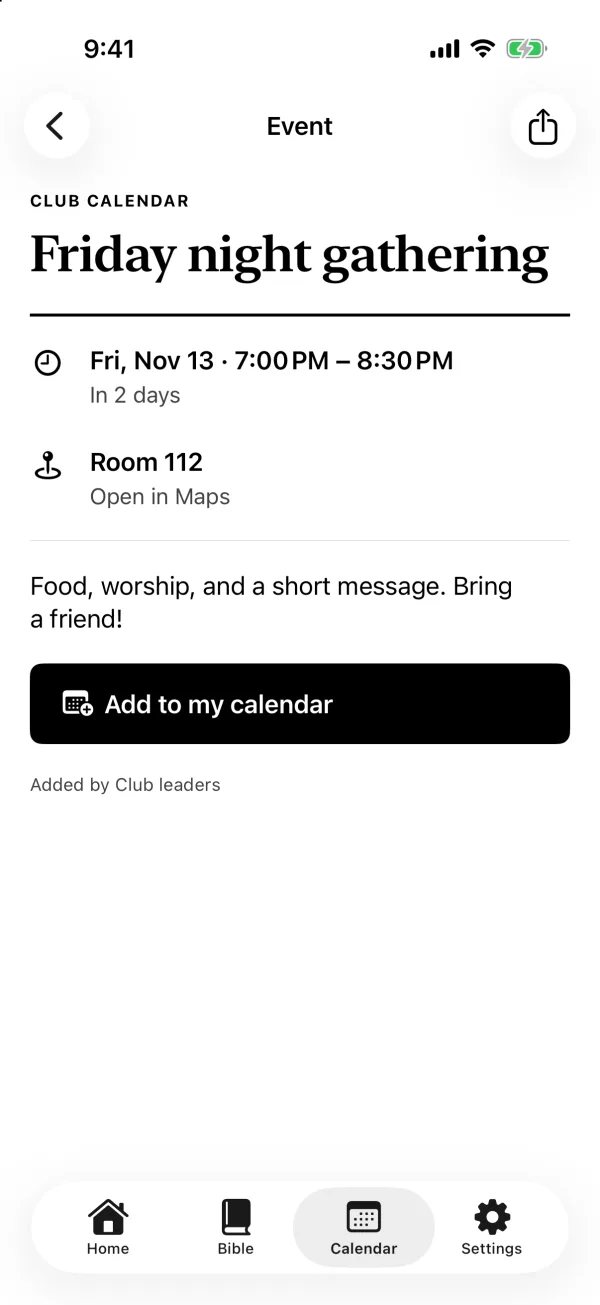 9:41
Event
CLUB CALENDAR
Friday night gathering
Fri, Nov 13 · 7:00 PM – 8:30 PM
In 2 days
Room 112
Open in Maps
Food, worship, and a short message. Bring
a friend!
Add to my calendar
Added by Club leaders
Home
Bible
Calendar
Settings